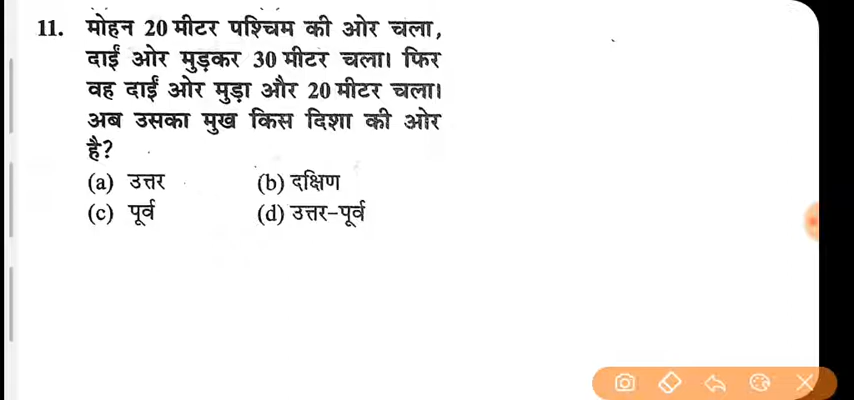 11. मोहन 20 मीटर पश्चिम की ओर चला,
दाईं ओर मुड़कर 30 मीटर चला। फिर
वह दाईं ओर मुड़ा और 20 मीटर चला।
अब उसका मुख किस दिशा की ओर
है?
(a) उत्तर (b) दक्षिण
(c) पूर्व (d) उत्तर-पूर्व